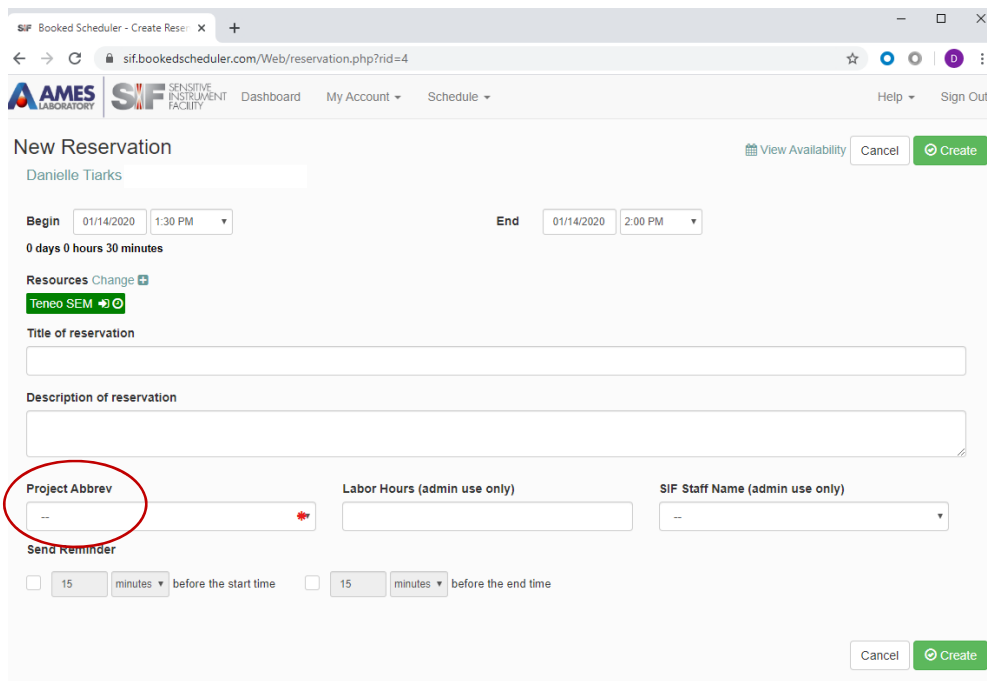 SIF Booked Scheduler - Create Reser × +
sif.bookedscheduler.com/Web/reservation.php?rid=4 D
AMES LABORATORY SIF SENSITIVE INSTRUMENT FACILITY Dashboard My Account Schedule Help Sign Out
New Reservation View Availability Cancel Create
Danielle Tiarks
Begin 01/14/2020 1:30 PM End 01/14/2020 2:00 PM
0 days 0 hours 30 minutes
Resources Change
Teneo SEM
Title of reservation
Description of reservation
Project Abbrev Labor Hours (admin use only) SIF Staff Name (admin use only)
-- --
Send Reminder
15 minutes before the start time 15 minutes before the end time
Cancel Create